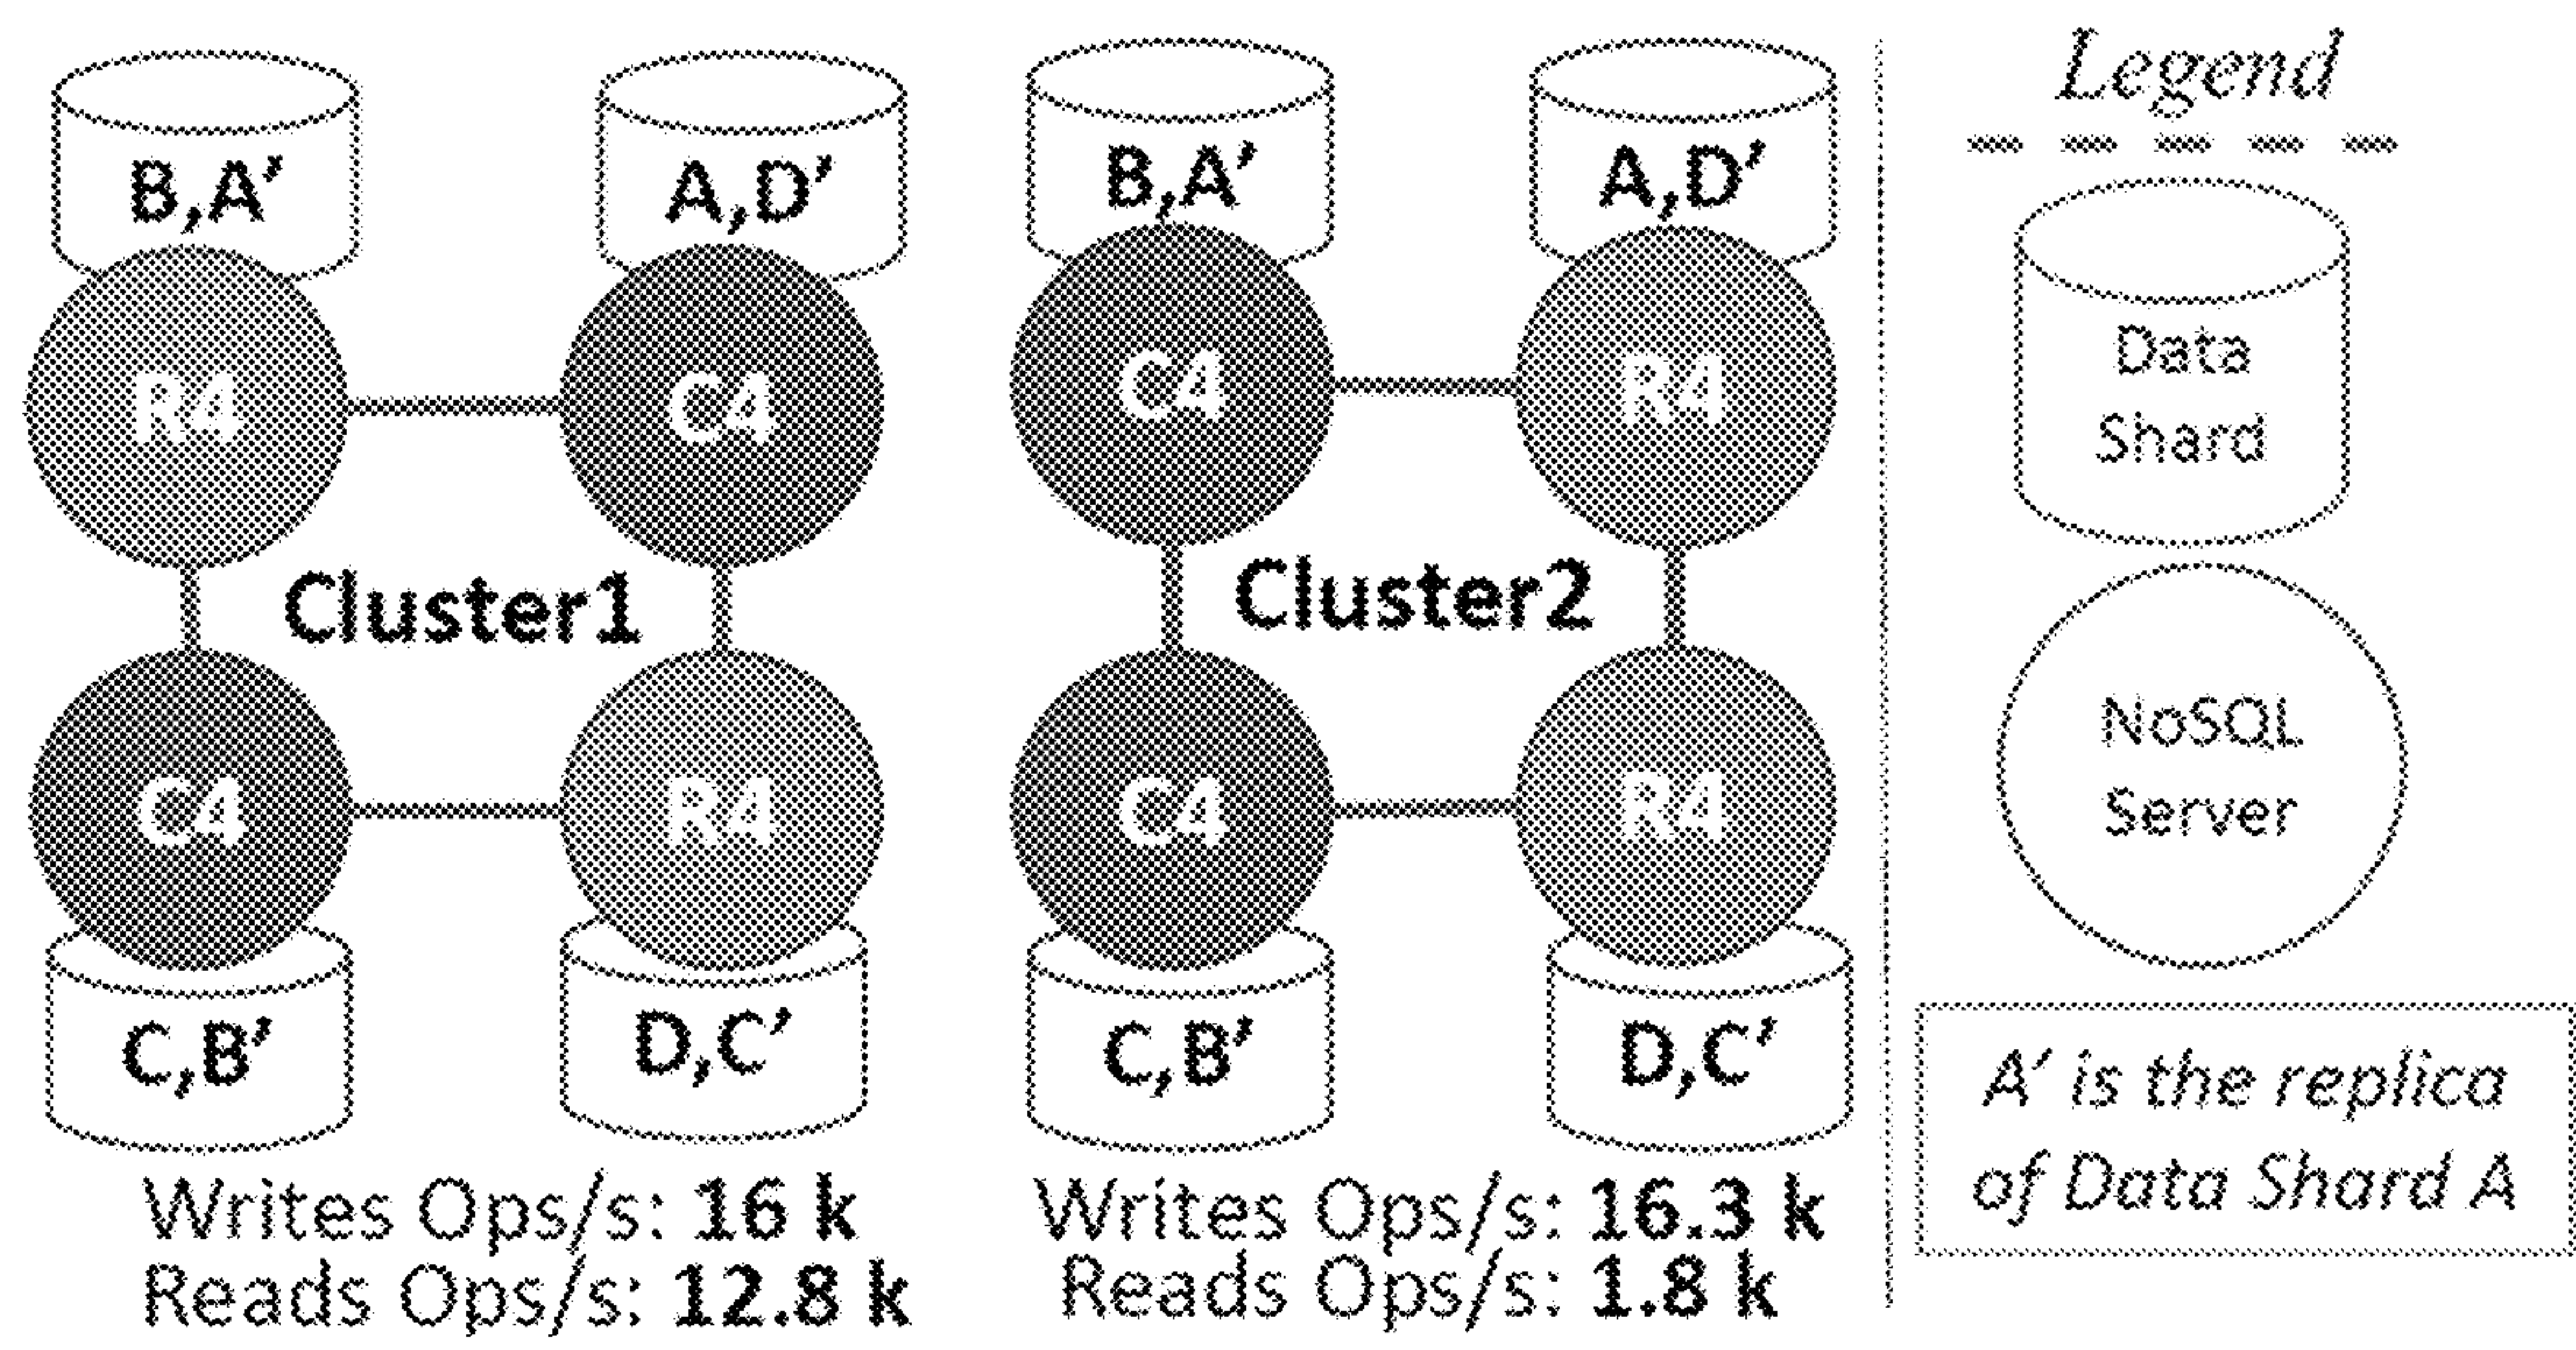 B,A’
A,D’
R4
C4
Cluster1
C4
R4
C,B’
D,C’
Writes Ops/s: 16 k
Reads Ops/s: 12.8 k
B,A’
A,D’
C4
R4
Cluster2
C4
R4
C,B’
D,C’
Writes Ops/s: 16.3 k
Reads Ops/s: 1.8 k
Legend
Data
Shard
NoSQL
Server
A’ is the replica
of Data Shard A